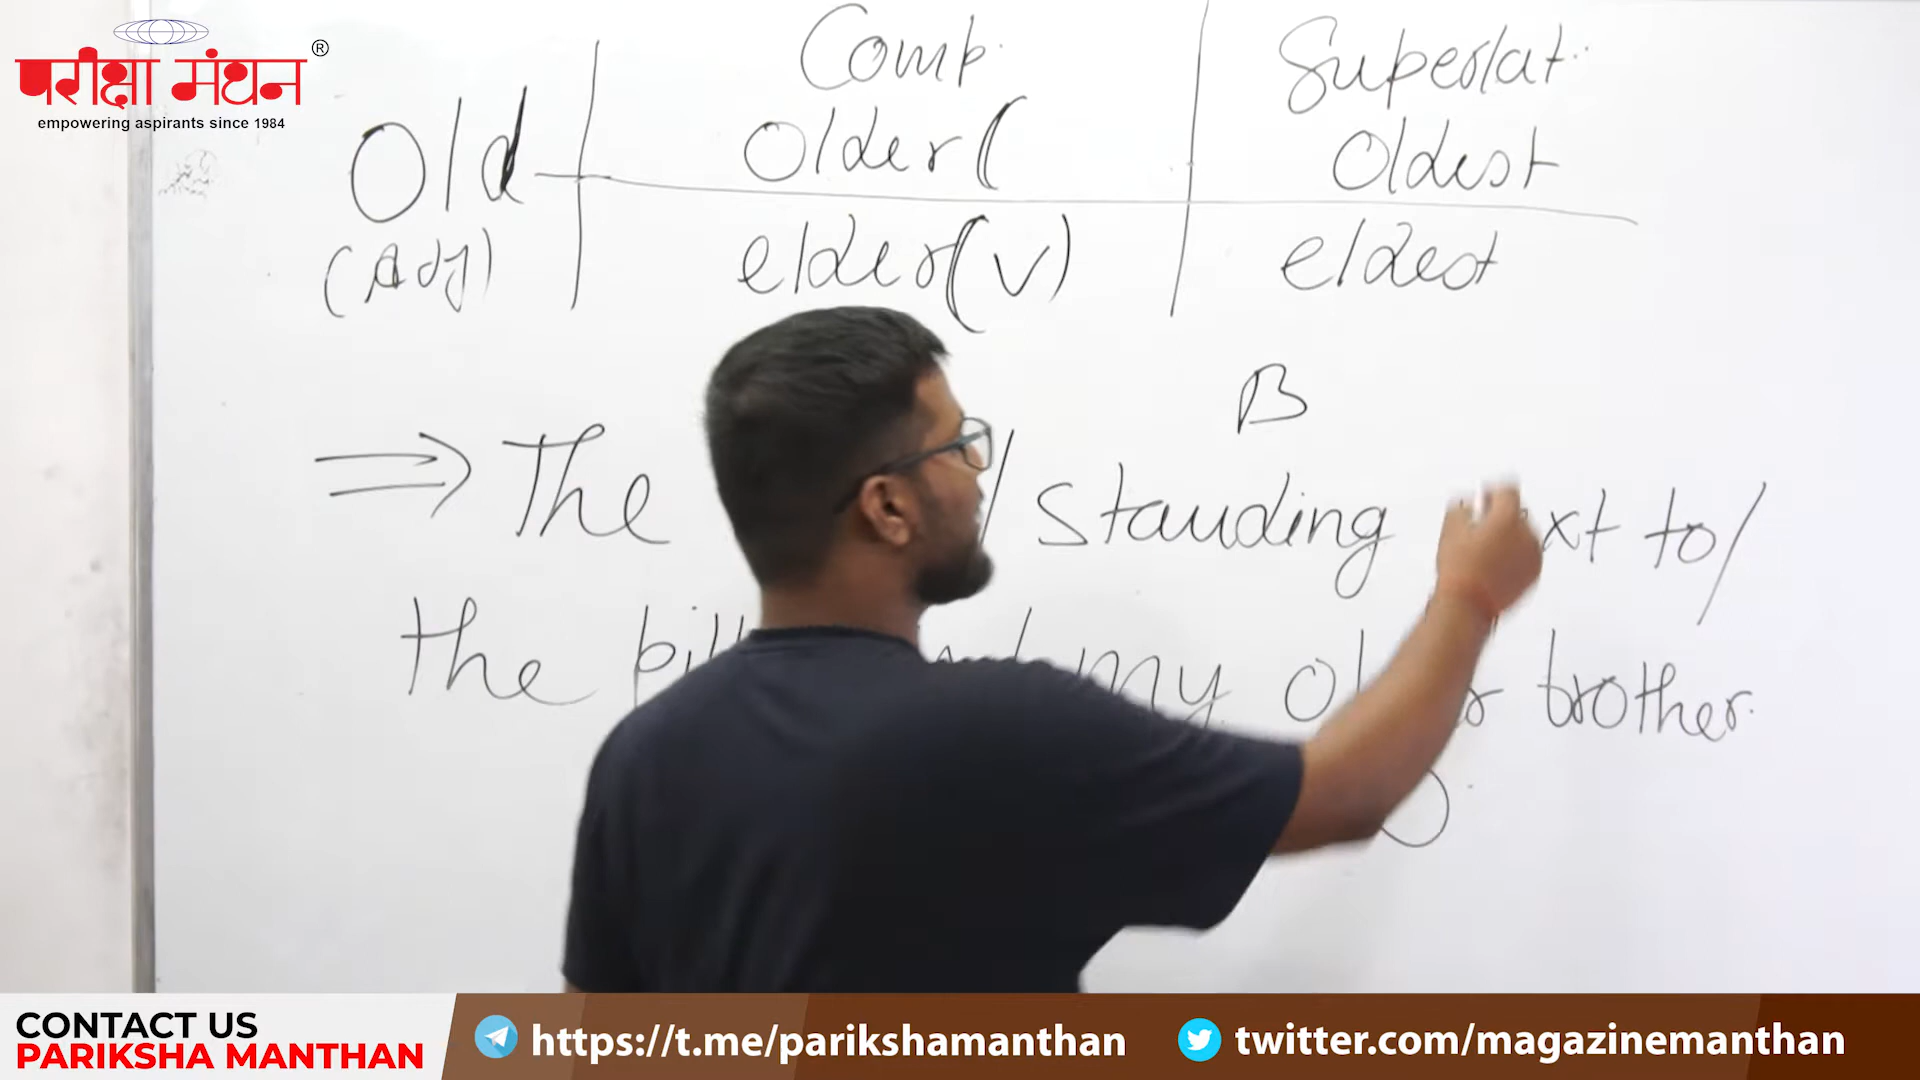 परीक्षा मंथन ®
empowering aspirants since 1984
Comp. Superlat.
Old Older ( Oldest
(Adj) elder (v) eldest
B
⇒ The / standing to/
the my brother.
CONTACT US
PARIKSHA MANTHAN
https://t.me/parikshamanthan
twitter.com/magazinemanthan